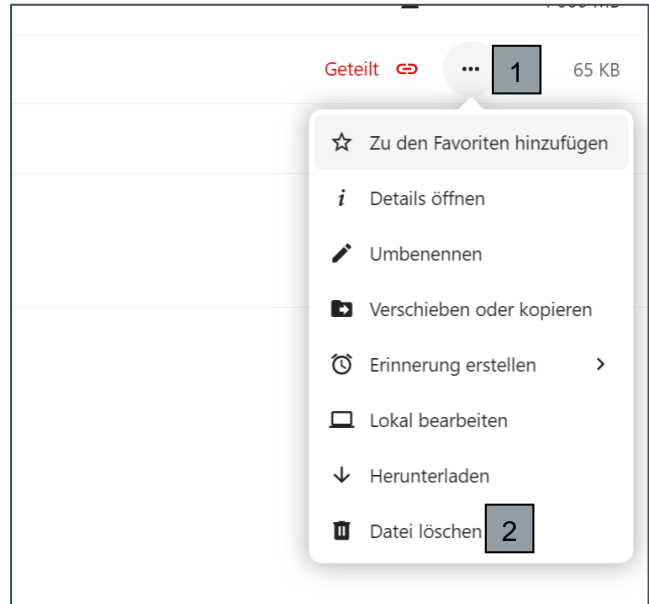 Geteilt ··· 1 65 KB
Zu den Favoriten hinzufügen
i Details öffnen
Umbenennen
Verschieben oder kopieren
Erinnerung erstellen
Lokal bearbeiten
Herunterladen
Datei löschen 2